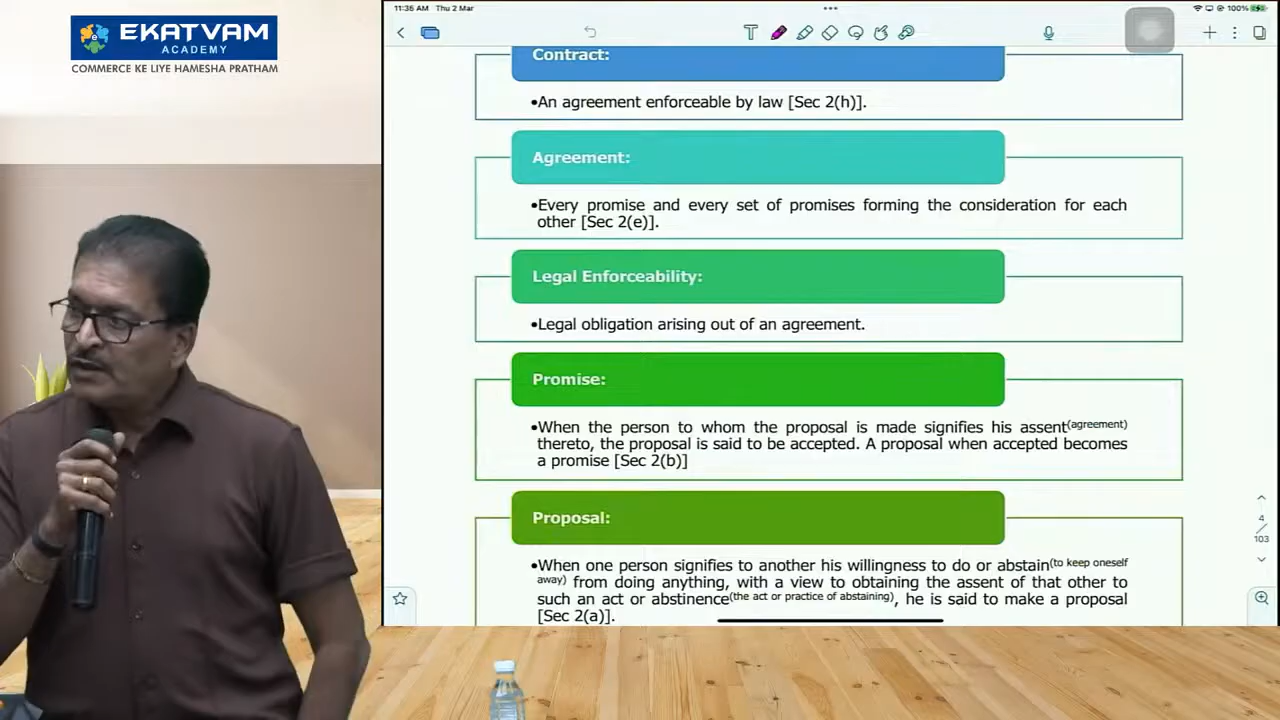 EKATVAM
ACADEMY
COMMERCE KE LIYE HAMESHA PRATHAM
11:35 AM Thu 2 Mar
100%
Contract:
•An agreement enforceable by law [Sec 2(h)].
Agreement:
•Every promise and every set of promises forming the consideration for each
other [Sec 2(e)].
Legal Enforceability:
•Legal obligation arising out of an agreement.
Promise:
•When the person to whom the proposal is made signifies his assent(agreement)
thereto, the proposal is said to be accepted. A proposal when accepted becomes
a promise [Sec 2(b)]
Proposal:
•When one person signifies to another his willingness to do or abstain(to keep oneself
away) from doing anything, with a view to obtaining the assent of that other to
such an act or abstinence(the act or practice of abstaining), he is said to make a proposal
[Sec 2(a)].
4
103